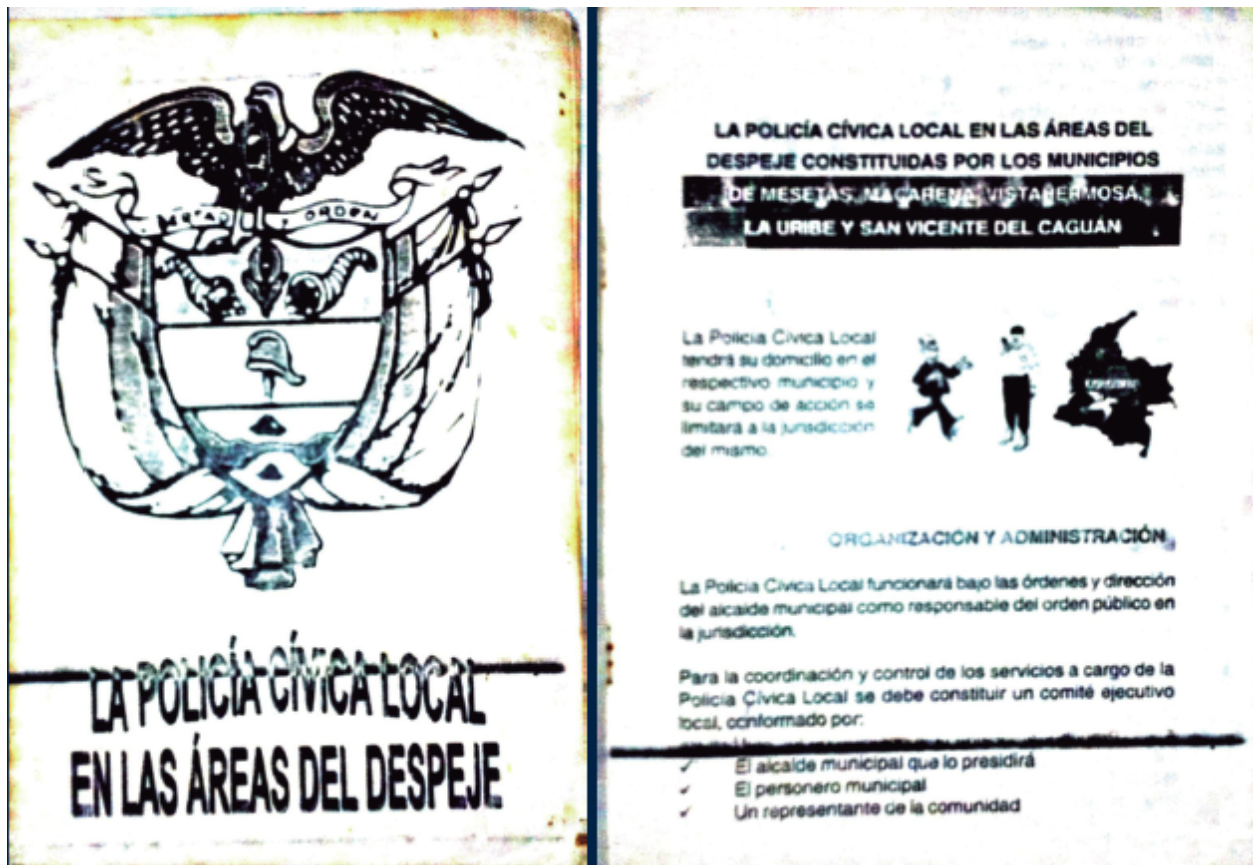 ORDEN
LA POLICÍA CÍVICA LOCAL
EN LAS ÁREAS DEL DESPEJE
LA POLICÍA CÍVICA LOCAL EN LAS ÁREAS DEL
DESPEJE CONSTITUIDAS POR LOS MUNICIPIOS
DE MESETAS, MACARENA, VISTAHERMOSA,
LA URIBE Y SAN VICENTE DEL CAGUÁN
La Policía Cívica Local
tendrá su domicilio en el
respectivo municipio y
su campo de acción se
limitará a la jurisdicción
del mismo.
ORGANIZACIÓN Y ADMINISTRACIÓN
La Policía Cívica Local funcionará bajo las órdenes y dirección
del alcalde municipal como responsable del orden público en
la jurisdicción.
Para la coordinación y control de los servicios a cargo de la
Policía Cívica Local se debe constituir un comité ejecutivo
local, conformado por:
✓ El alcalde municipal que lo presidirá
✓ El personero municipal
✓ Un representante de la comunidad